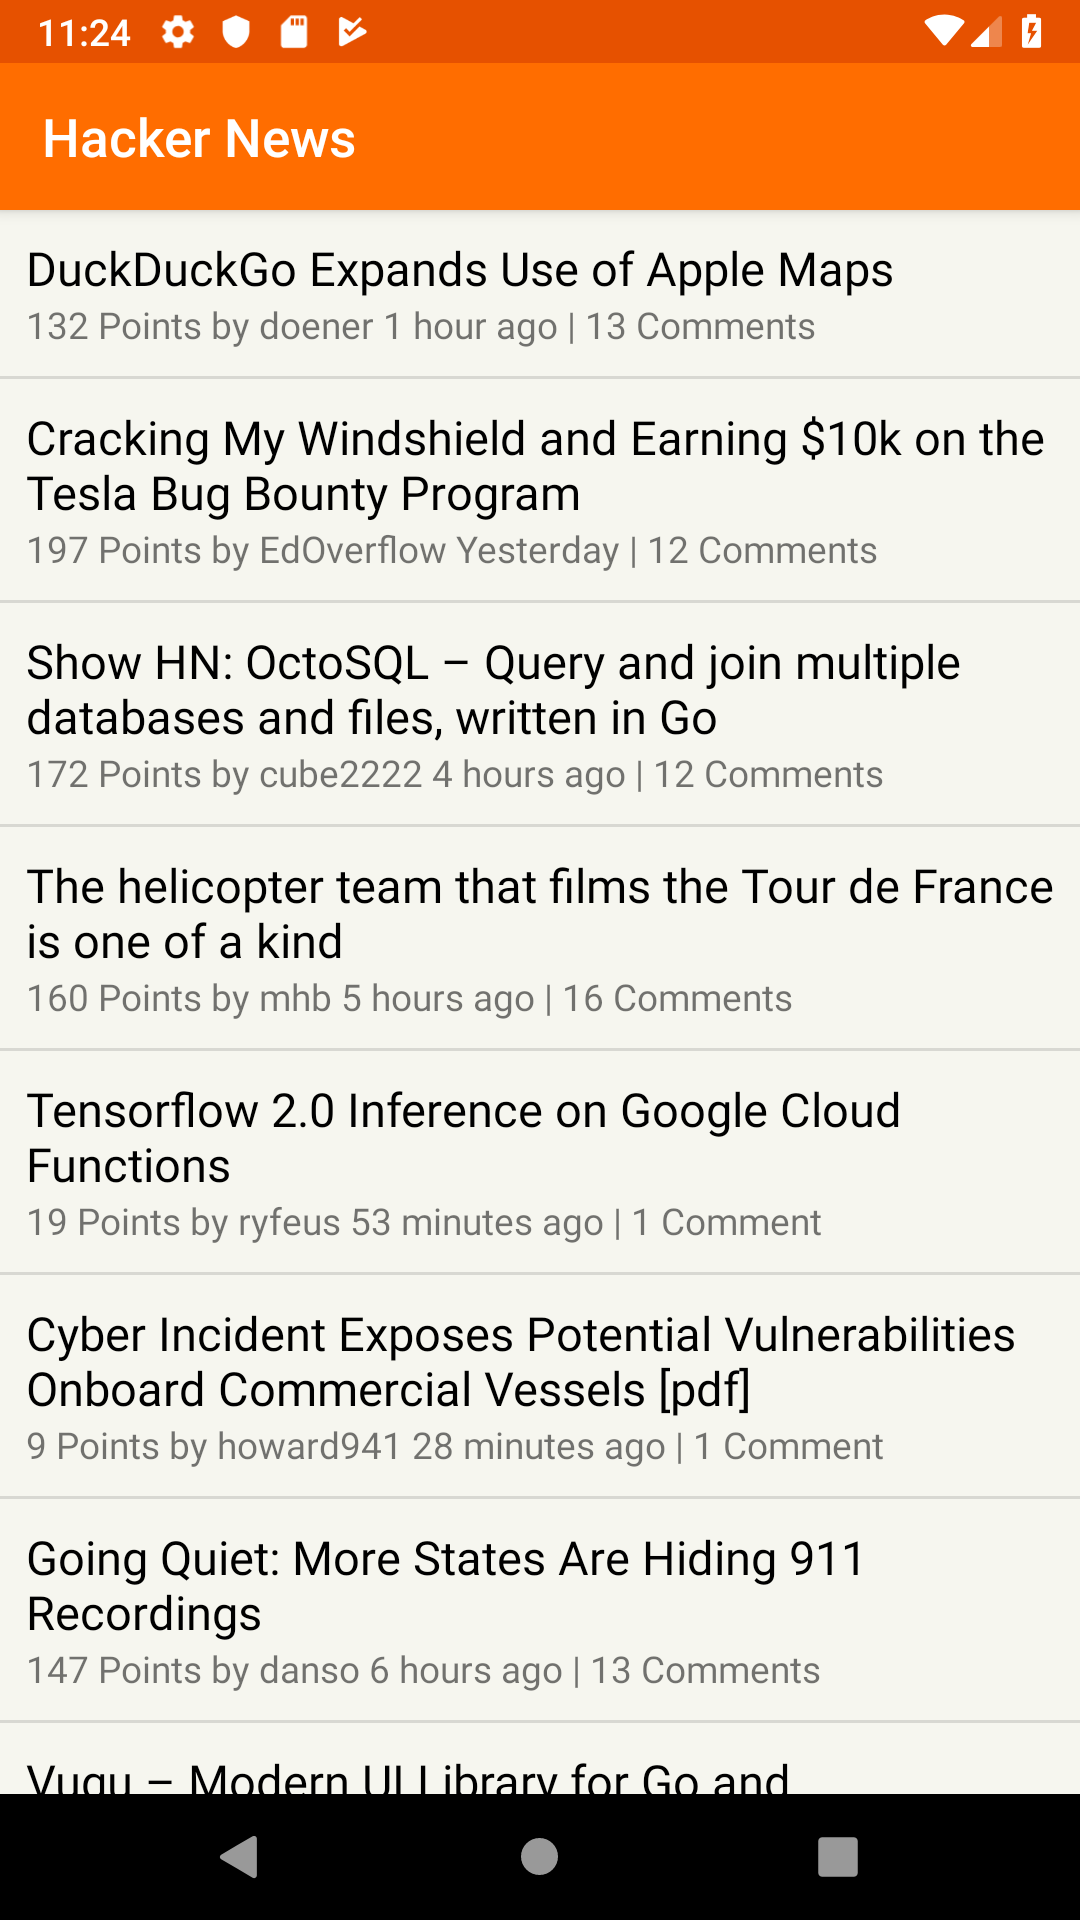 11:24
Hacker News
DuckDuckGo Expands Use of Apple Maps
132 Points by doener 1 hour ago | 13 Comments
Cracking My Windshield and Earning $10k on the
Tesla Bug Bounty Program
197 Points by EdOverflow Yesterday | 12 Comments
Show HN: OctoSQL – Query and join multiple
databases and files, written in Go
172 Points by cube2222 4 hours ago | 12 Comments
The helicopter team that films the Tour de France
is one of a kind
160 Points by mhb 5 hours ago | 16 Comments
Tensorflow 2.0 Inference on Google Cloud
Functions
19 Points by ryfeus 53 minutes ago | 1 Comment
Cyber Incident Exposes Potential Vulnerabilities
Onboard Commercial Vessels [pdf]
9 Points by howard941 28 minutes ago | 1 Comment
Going Quiet: More States Are Hiding 911
Recordings
147 Points by danso 6 hours ago | 13 Comments
Vugu – Modern UI Library for Go and